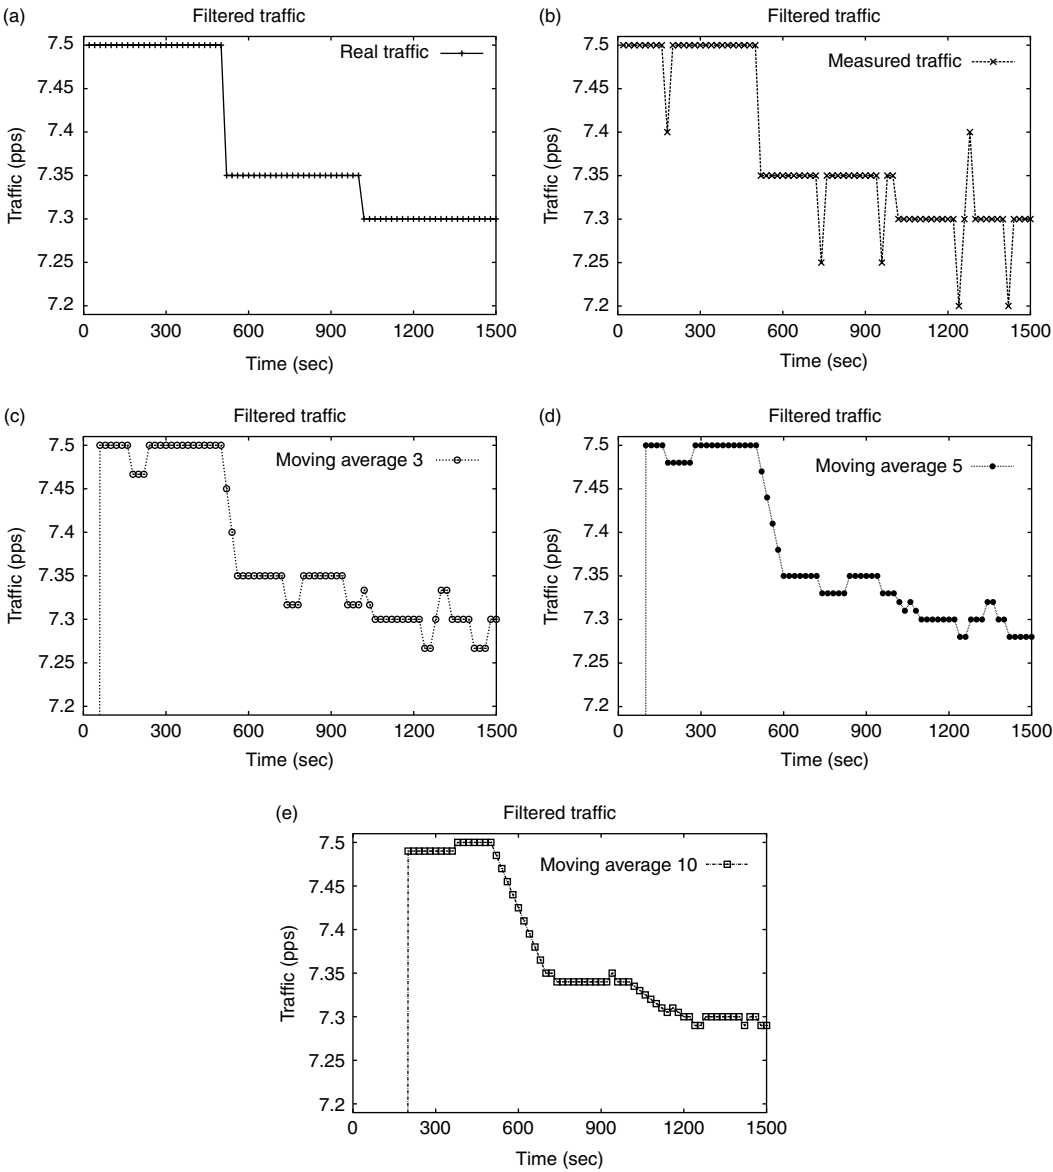 (a)
Filtered traffic
7.5
7.45
7.4
7.35
7.3
7.25
7.2
Traffic (pps)
Real traffic
0 300 600 900 1200 1500
Time (sec)
(b)
Filtered traffic
7.5
7.45
7.4
7.35
7.3
7.25
7.2
Traffic (pps)
Measured traffic
0 300 600 900 1200 1500
Time (sec)
(c)
Filtered traffic
7.5
7.45
7.4
7.35
7.3
7.25
7.2
Traffic (pps)
Moving average 3
0 300 600 900 1200 1500
Time (sec)
(d)
Filtered traffic
7.5
7.45
7.4
7.35
7.3
7.25
7.2
Traffic (pps)
Moving average 5
0 300 600 900 1200 1500
Time (sec)
(e)
Filtered traffic
7.5
7.45
7.4
7.35
7.3
7.25
7.2
Traffic (pps)
Moving average 10
0 300 600 900 1200 1500
Time (sec)